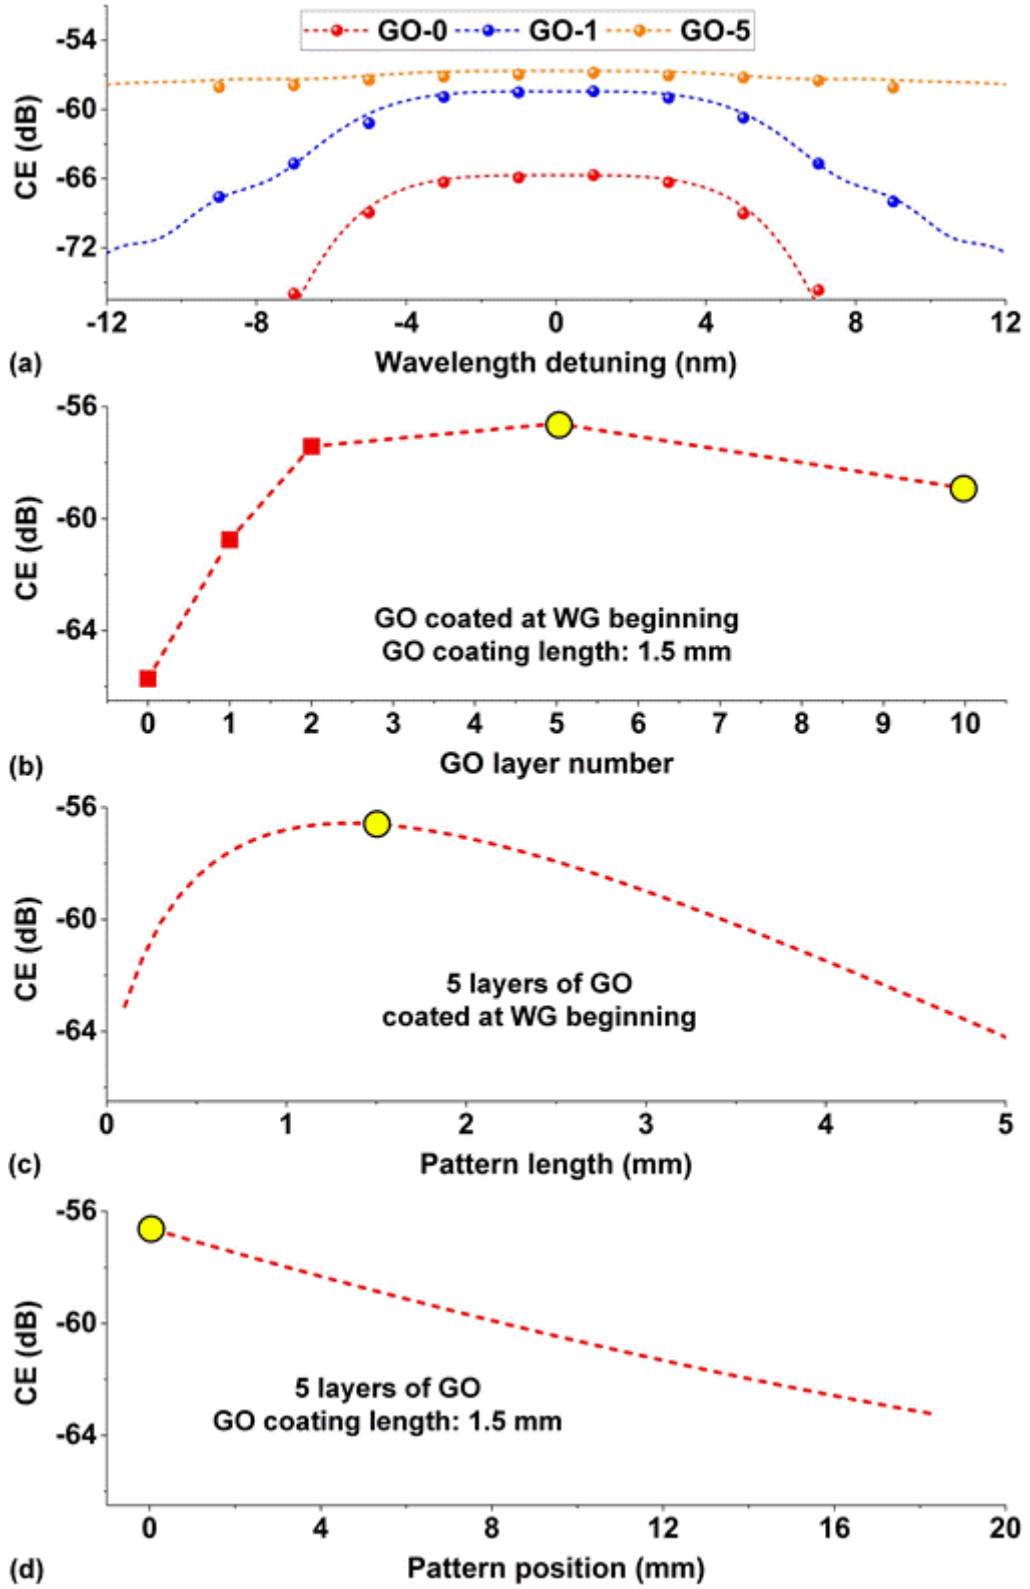 GO-0 GO-1 GO-5
-54
-60
-66
-72
CE (dB)
-12 -8 -4 0 4 8 12
(a) Wavelength detuning (nm)
-56
-60
-64
CE (dB)
GO coated at WG beginning
GO coating length: 1.5 mm
0 1 2 3 4 5 6 7 8 9 10
(b) GO layer number
-56
-60
-64
CE (dB)
5 layers of GO
coated at WG beginning
0 1 2 3 4 5
(c) Pattern length (mm)
-56
-60
-64
CE (dB)
5 layers of GO
GO coating length: 1.5 mm
0 4 8 12 16 20
(d) Pattern position (mm)